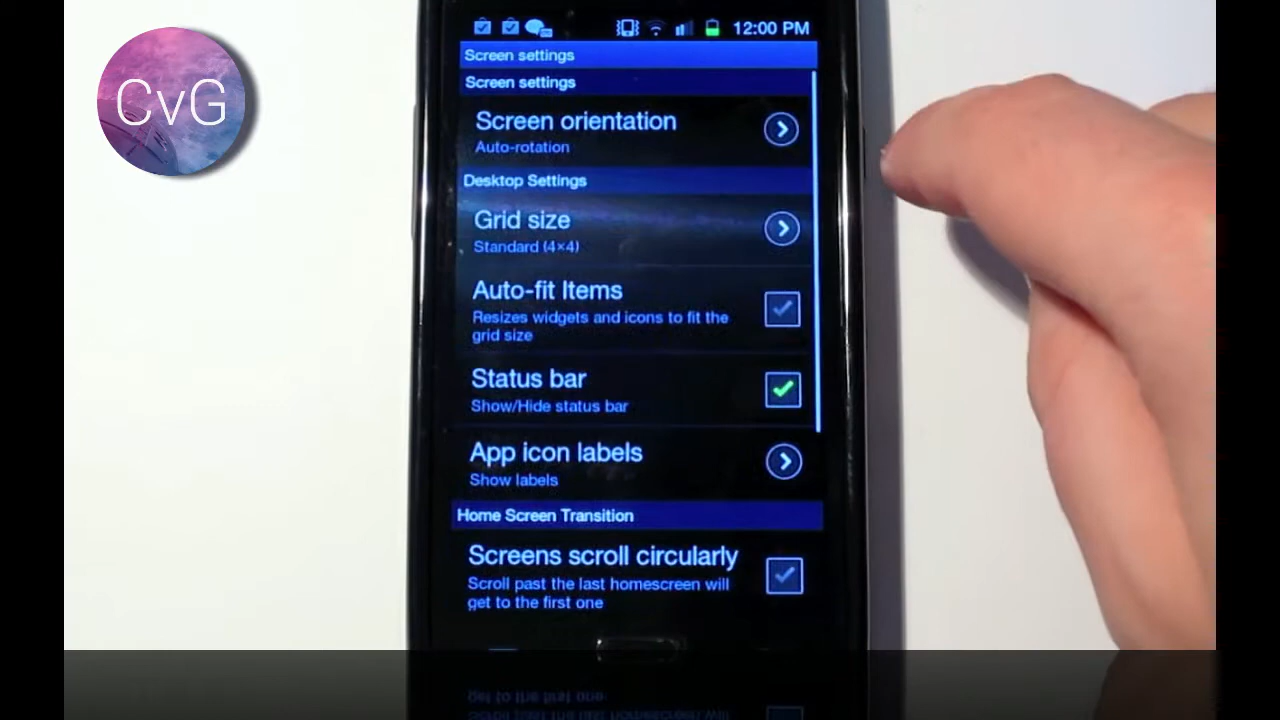 CvG
12:00 PM
Screen settings
Screen settings
Screen orientation
Auto-rotation
Desktop Settings
Grid size
Standard (4×4)
Auto-fit Items
Resizes widgets and icons to fit the
grid size
Status bar
Show/Hide status bar
App icon labels
Show labels
Home Screen Transition
Screens scroll circularly
Scroll past the last homescreen will
get to the first one